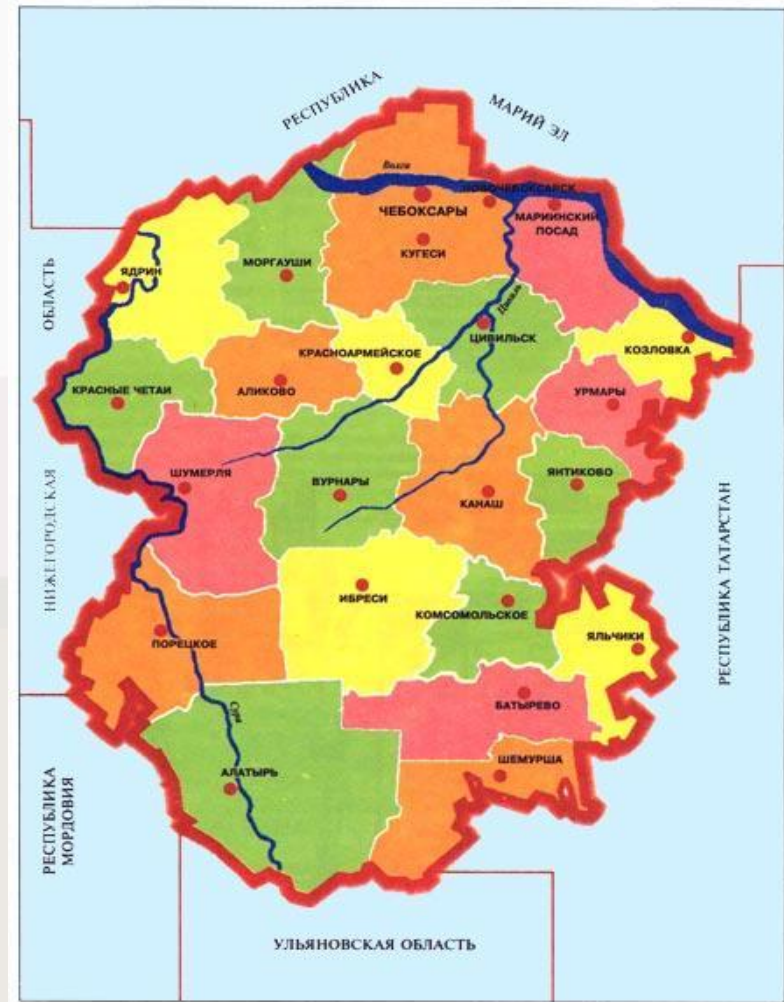 РЕСПУБЛИКА
МАРИЙ ЭЛ
Волга
НОВОЧЕБОКСАРСК
ЧЕБОКСАРЫ
МАРИИНСКИЙ
ПОСАД
КУГЕСИ
МОРГАУШИ
ЯДРИН
ОБЛАСТЬ
Цивиль
ЦИВИЛЬСК
КОЗЛОВКА
КРАСНОАРМЕЙСКОЕ
КРАСНЫЕ ЧЕТАИ
АЛИКОВО
УРМАРЫ
ШУМЕРЛЯ
ВУРНАРЫ
КАНАШ
ЯНТИКОВО
НИЖЕГОРОДСКАЯ
РЕСПУБЛИКА ТАТАРСТАН
ИБРЕСИ
КОМСОМОЛЬСКОЕ
ПОРЕЦКОЕ
ЯЛЬЧИКИ
Сура
БАТЫРЕВО
ШЕМУРША
АЛАТЫРЬ
РЕСПУБЛИКА
МОРДОВИЯ
УЛЬЯНОВСКАЯ ОБЛАСТЬ